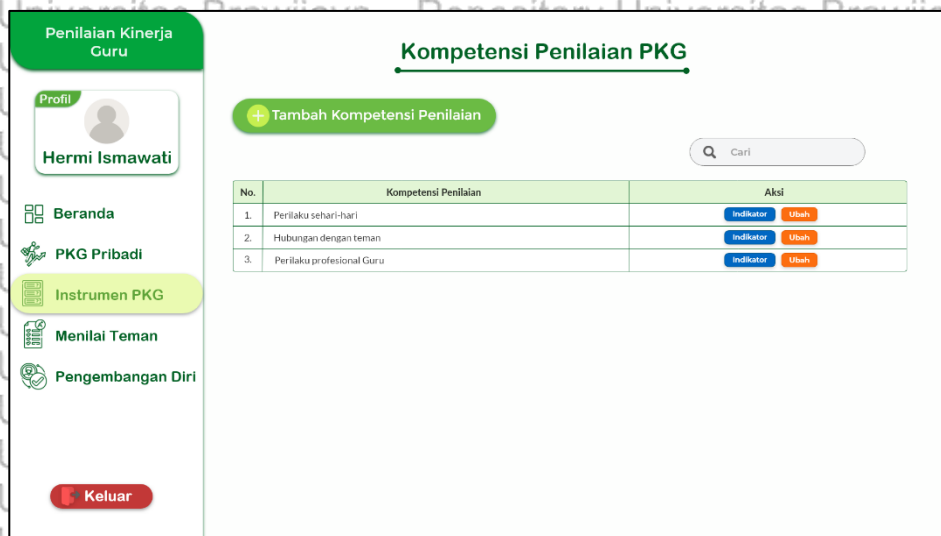 Penilaian Kinerja
Guru
Profil
Hermi Ismawati
Beranda
PKG Pribadi
Instrumen PKG
Menilai Teman
Pengembangan Diri
Keluar
Kompetensi Penilaian PKG
Tambah Kompetensi Penilaian
Cari
No. Kompetensi Penilaian Aksi
1. Perilaku sehari-hari Indikator Ubah
2. Hubungan dengan teman Indikator Ubah
3. Perilaku profesional Guru Indikator Ubah